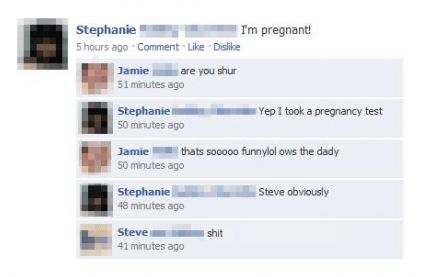 Stephanie I'm pregnant!
5 hours ago · Comment · Like · Dislike
Jamie are you shur
51 minutes ago
Stephanie Yep I took a pregnancy test
50 minutes ago
Jamie thats sooooo funnylol ows the dady
50 minutes ago
Stephanie Steve obviously
48 minutes ago
Steve shit
41 minutes ago